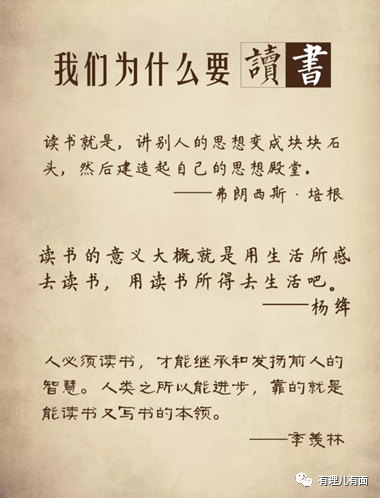 我们为什么要讀書
读书就是，讲别人的思想变成块块石
头，然后建造起自己的思想殿堂．
——弗朗西斯·培根
读书的意义大概就是用生活所感
去读书，用读书所得去生活吧。
——杨绛
人必须读书，才能继承和发扬前人的
智慧。人类之所以能进步，靠的就是
能读书又写书的本领。
——季羡林
有理儿有面